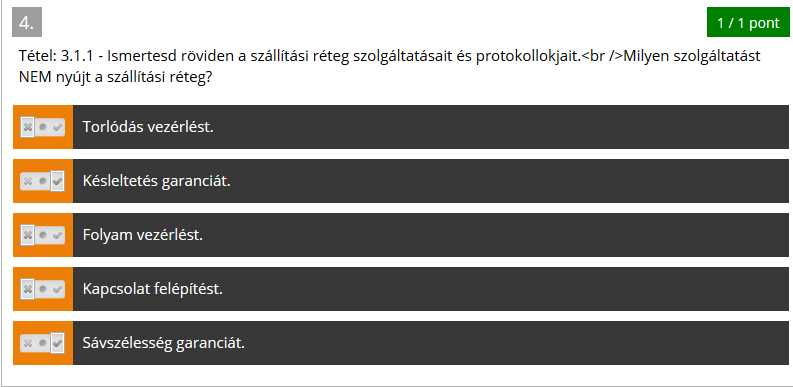 4.
1 / 1 pont
Tétel: 3.1.1 - Ismertesd röviden a szállítási réteg szolgáltatásait és protokollokjait.<br />Milyen szolgáltatást
NEM nyújt a szállítási réteg?
Torlódás vezérlést.
Késleltetés garanciát.
Folyam vezérlést.
Kapcsolat felépítést.
Sávszélesség garanciát.